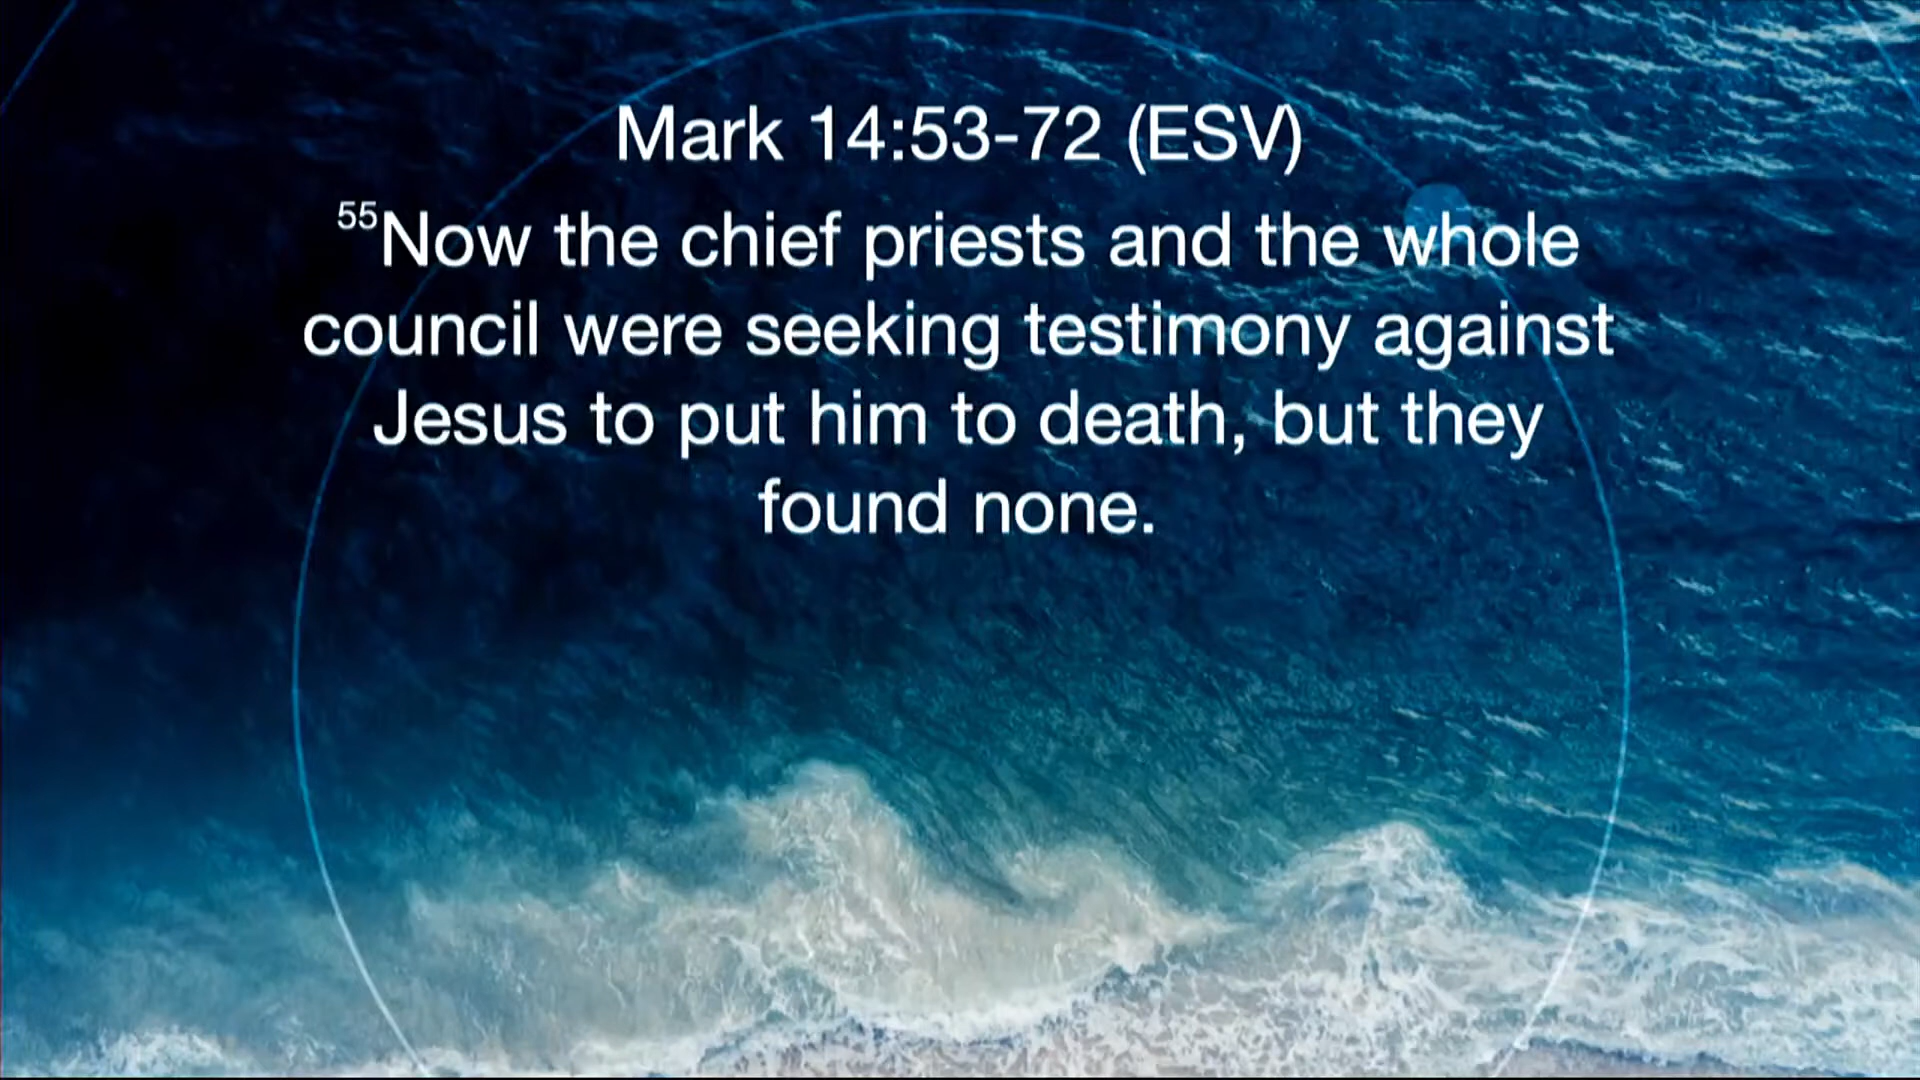 Mark 14:53-72 (ESV)
55Now the chief priests and the whole
council were seeking testimony against
Jesus to put him to death, but they
found none.